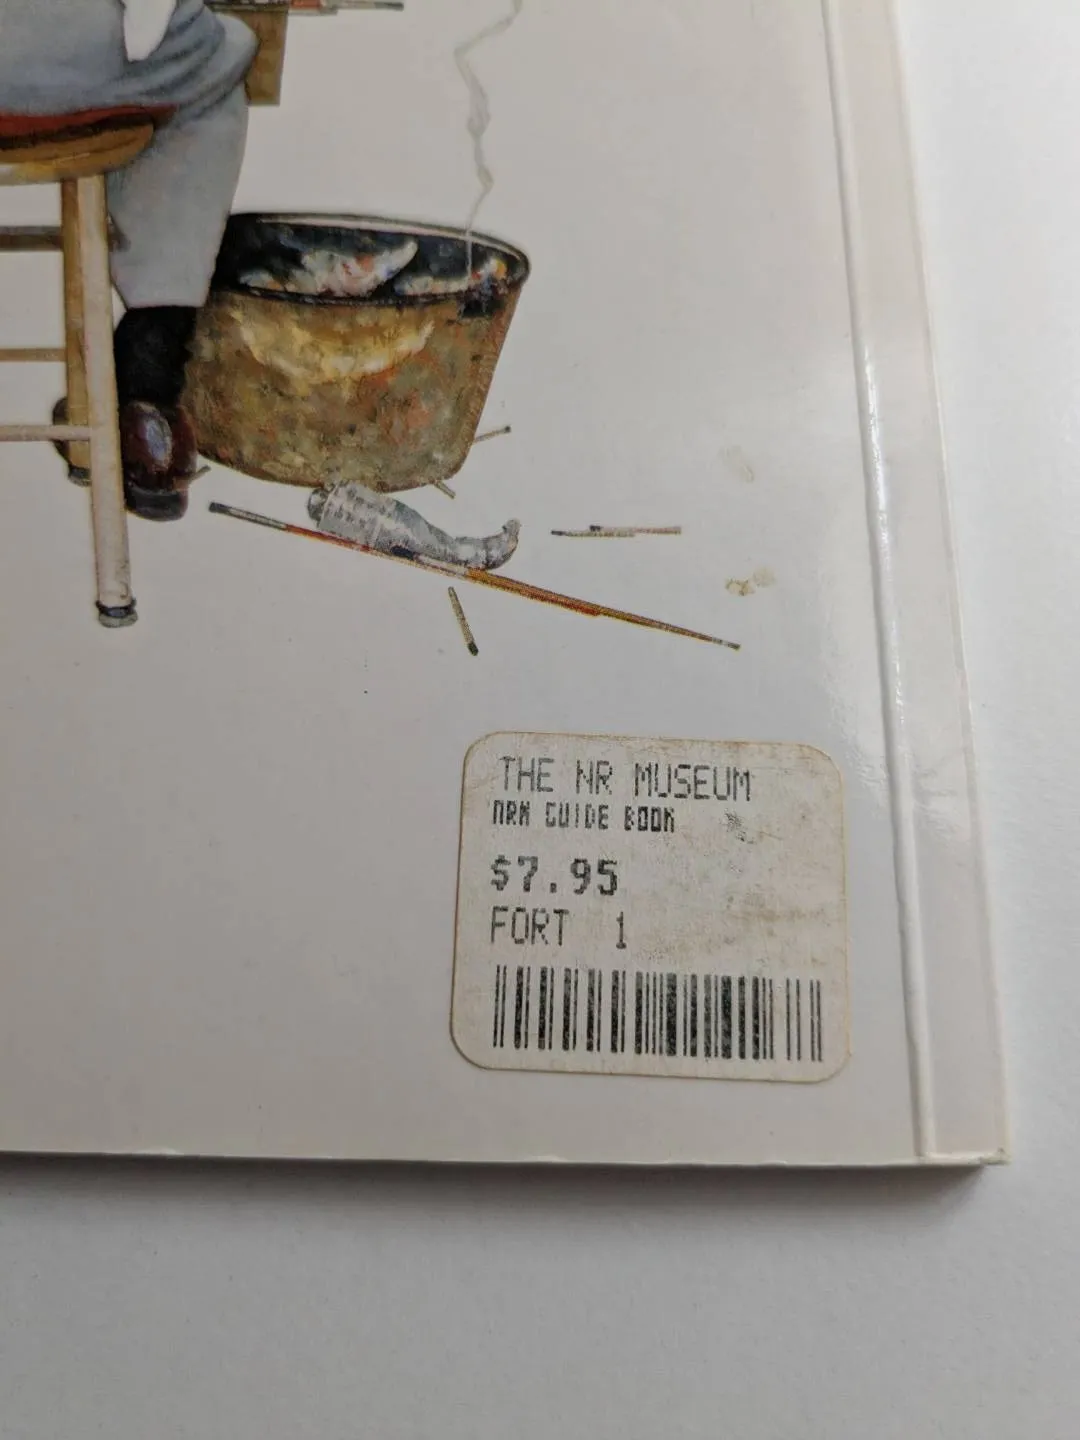 THE NR MUSEUM
NRM GUIDE BOOK
$7.95
FORT 1